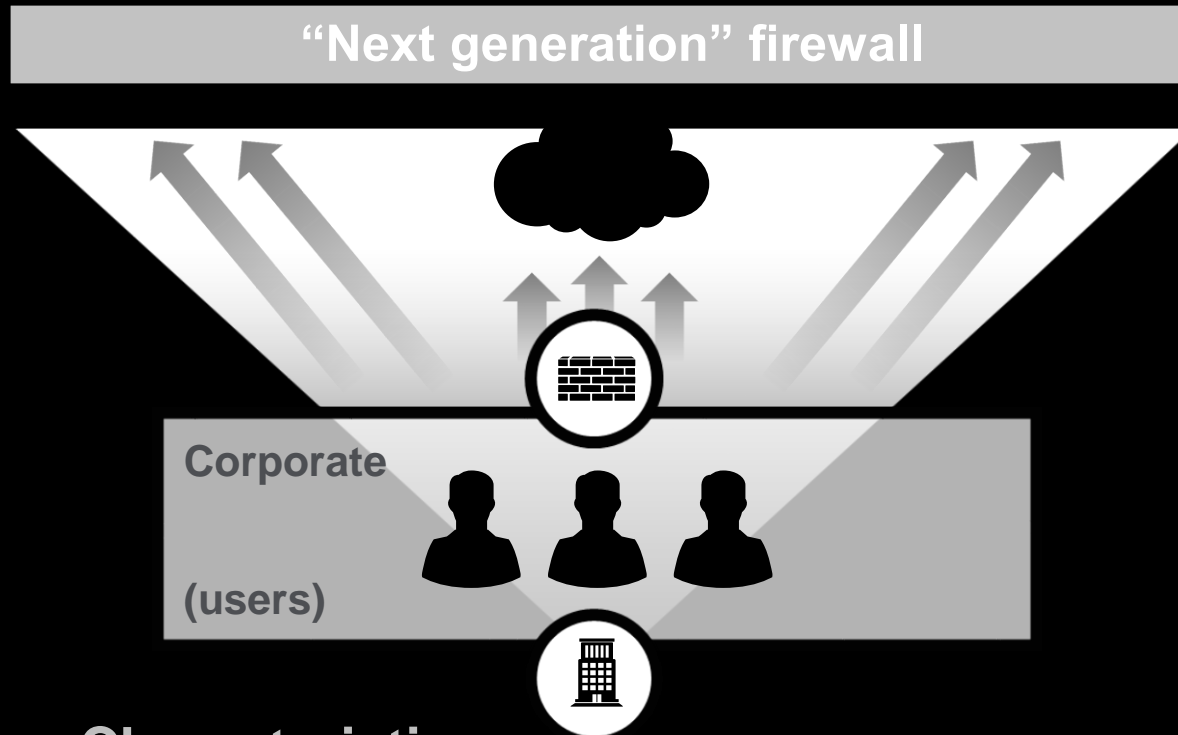 “Next generation” firewall
Corporate
(users)